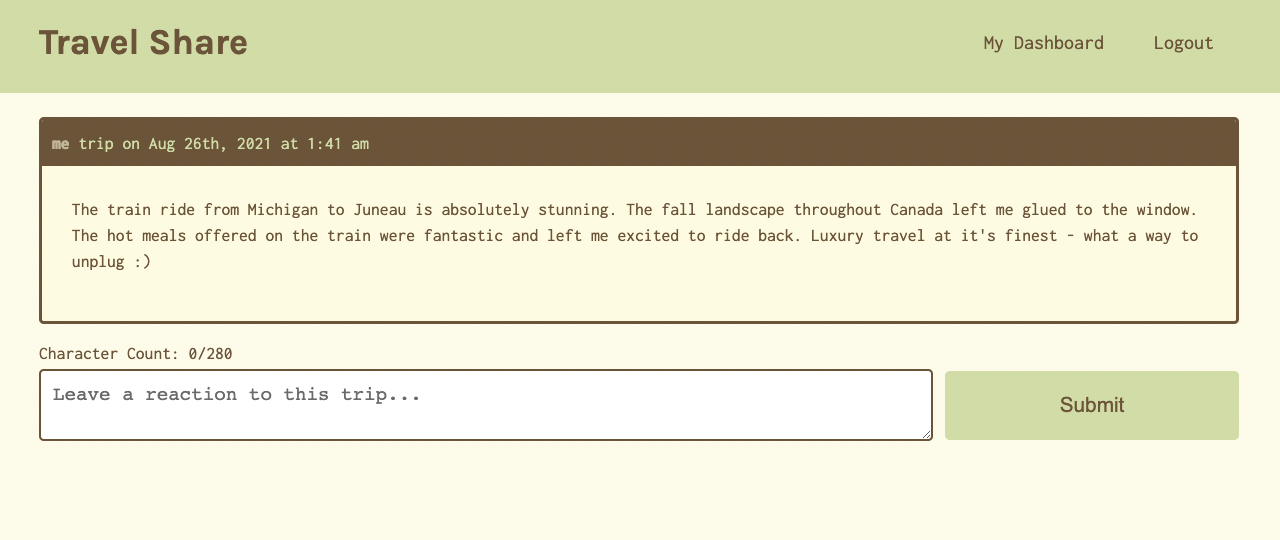 Travel Share
My Dashboard
Logout
me trip on Aug 26th, 2021 at 1:41 am
The train ride from Michigan to Juneau is absolutely stunning. The fall landscape throughout Canada left me glued to the window.
The hot meals offered on the train were fantastic and left me excited to ride back. Luxury travel at it's finest - what a way to
unplug :)
Character Count: 0/280
Leave a reaction to this trip...
Submit